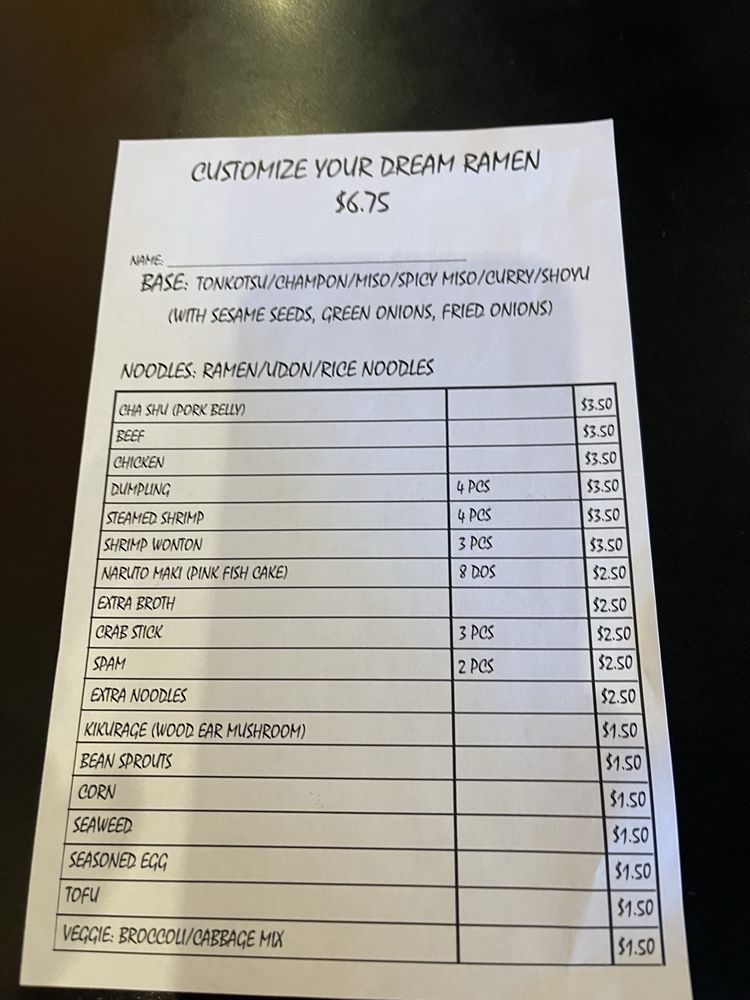 CUSTOMIZE YOUR DREAM RAMEN
$6.75
NAME:
BASE: TONKOTSU/CHAMPON/MISO/SPICY MISO/CURRY/SHOYU
(WITH SESAME SEEDS, GREEN ONIONS, FRIED ONIONS)
NOODLES: RAMEN/UDON/RICE NOODLES
CHA SHU (PORK BELLY) $3.50
BEEF $3.50
CHICKEN $3.50
DUMPLING 4 PCS $3.50
STEAMED SHRIMP 4 PCS $3.50
SHRIMP WONTON 3 PCS $3.50
NARUTO MAKI (PINK FISH CAKE) 8 DOS $2.50
EXTRA BROTH $2.50
CRAB STICK 3 PCS $2.50
SPAM 2 PCS $2.50
EXTRA NOODLES $2.50
KIKURAGE (WOOD EAR MUSHROOM) $1.50
BEAN SPROUTS $1.50
CORN $1.50
SEAWEED $1.50
SEASONED EGG $1.50
TOFU $1.50
VEGGIE: BROCCOLI/CABBAGE MIX $1.50